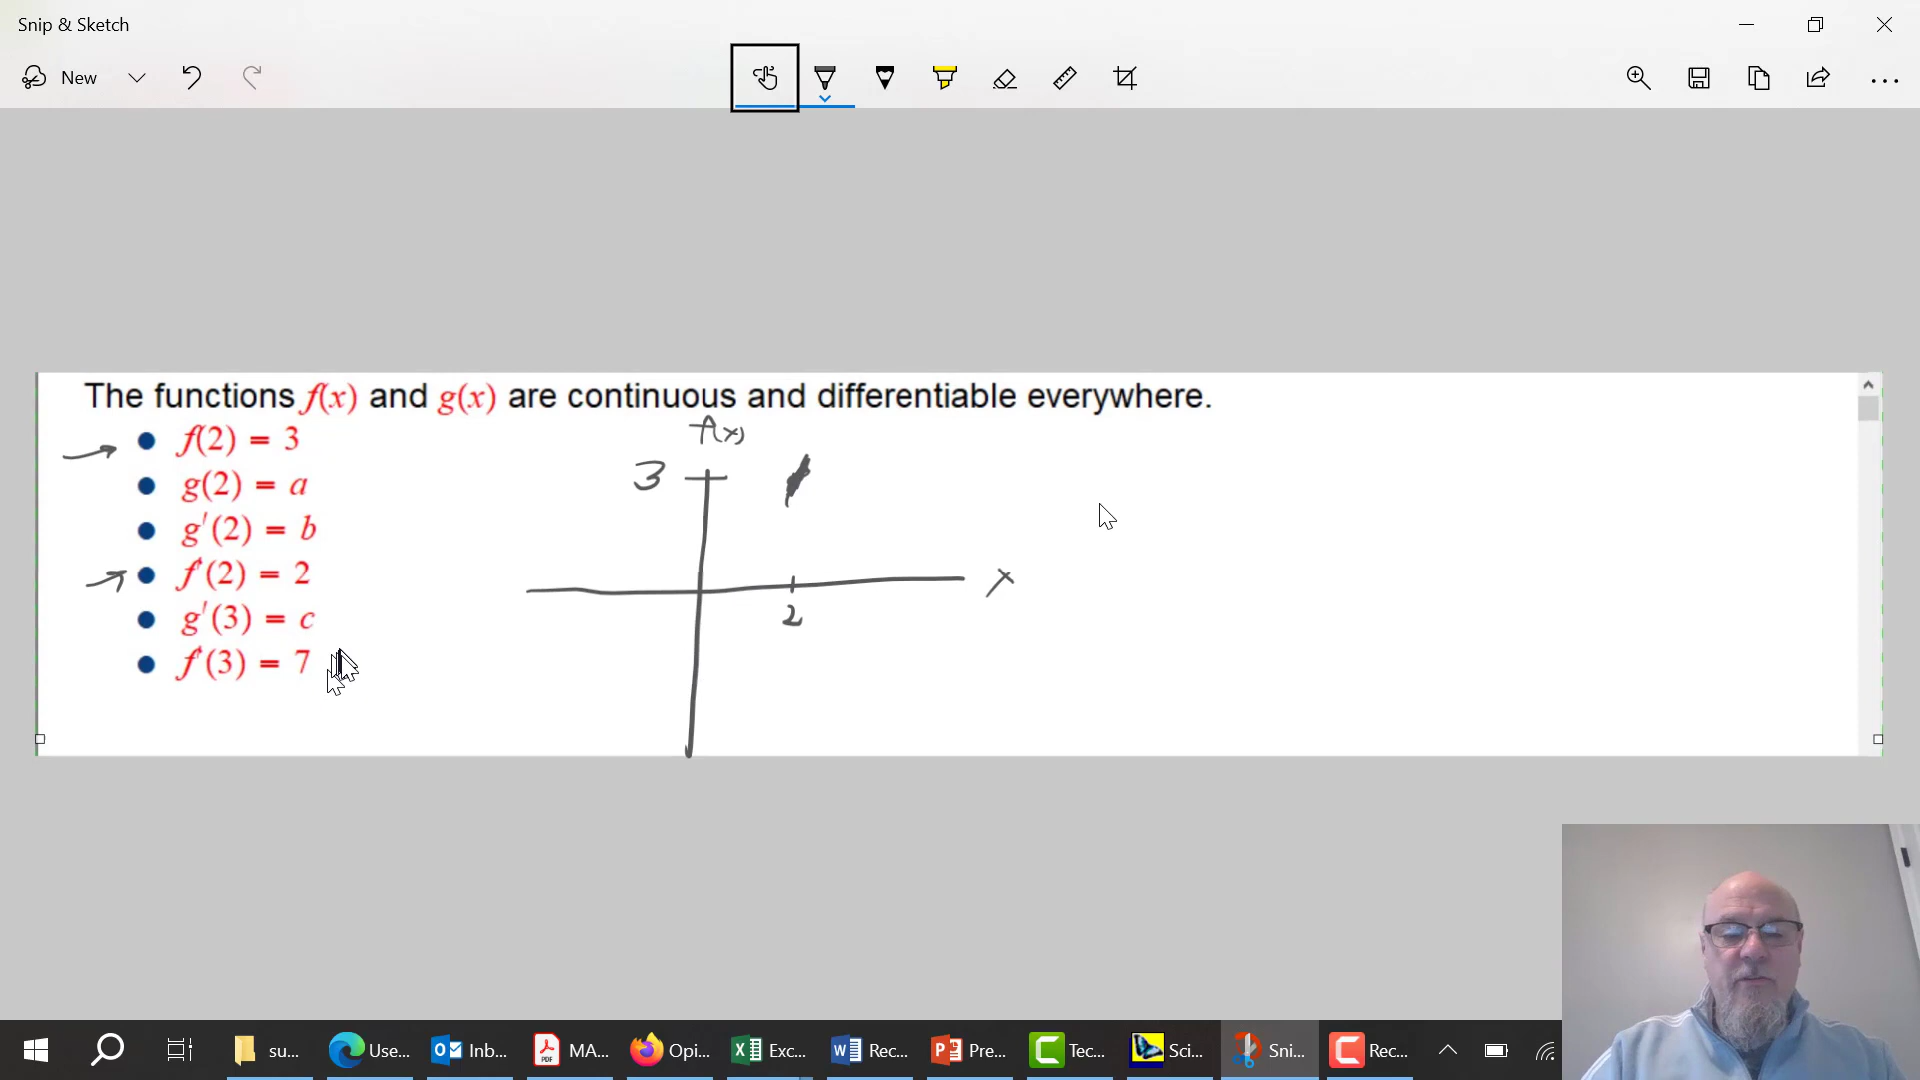 Snip & Sketch
New
The functions f(x) and g(x) are continuous and differentiable everywhere.
f(2) = 3
g(2) = a
g'(2) = b
f'(2) = 2
g'(3) = c
f'(3) = 7
f(x)
3
x
2
su...
Use...
Inb...
MA...
Opi...
Exc...
Rec...
Pre...
Tec...
Sci...
Sni...
Rec...